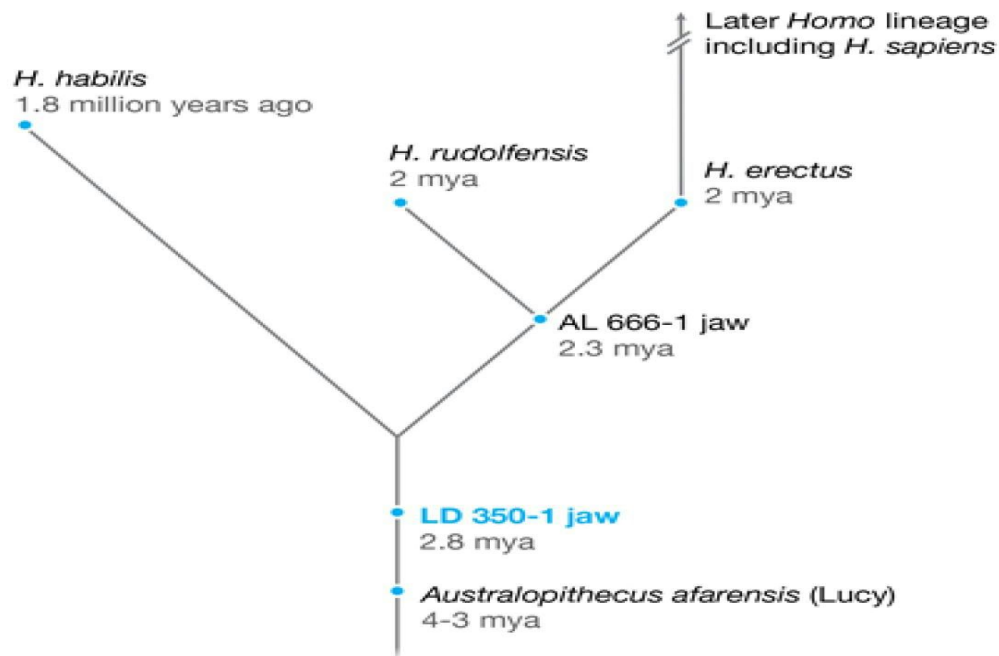 Later Homo lineage
including H. sapiens
H. habilis
1.8 million years ago
H. rudolfensis
2 mya
H. erectus
2 mya
AL 666-1 jaw
2.3 mya
LD 350-1 jaw
2.8 mya
Australopithecus afarensis (Lucy)
4-3 mya